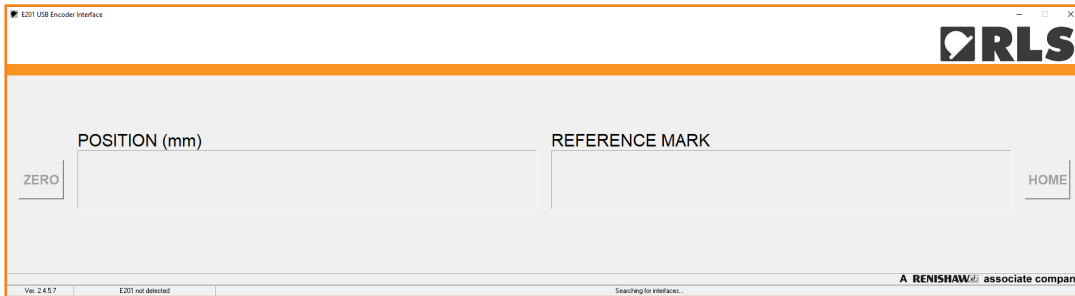 E201 USB Encoder Interface
RLS
POSITION (mm)
REFERENCE MARK
ZERO
HOME
A RENISHAW associate compan
Ver. 2.4.5.7
E201 not detected
Searching for interfaces...